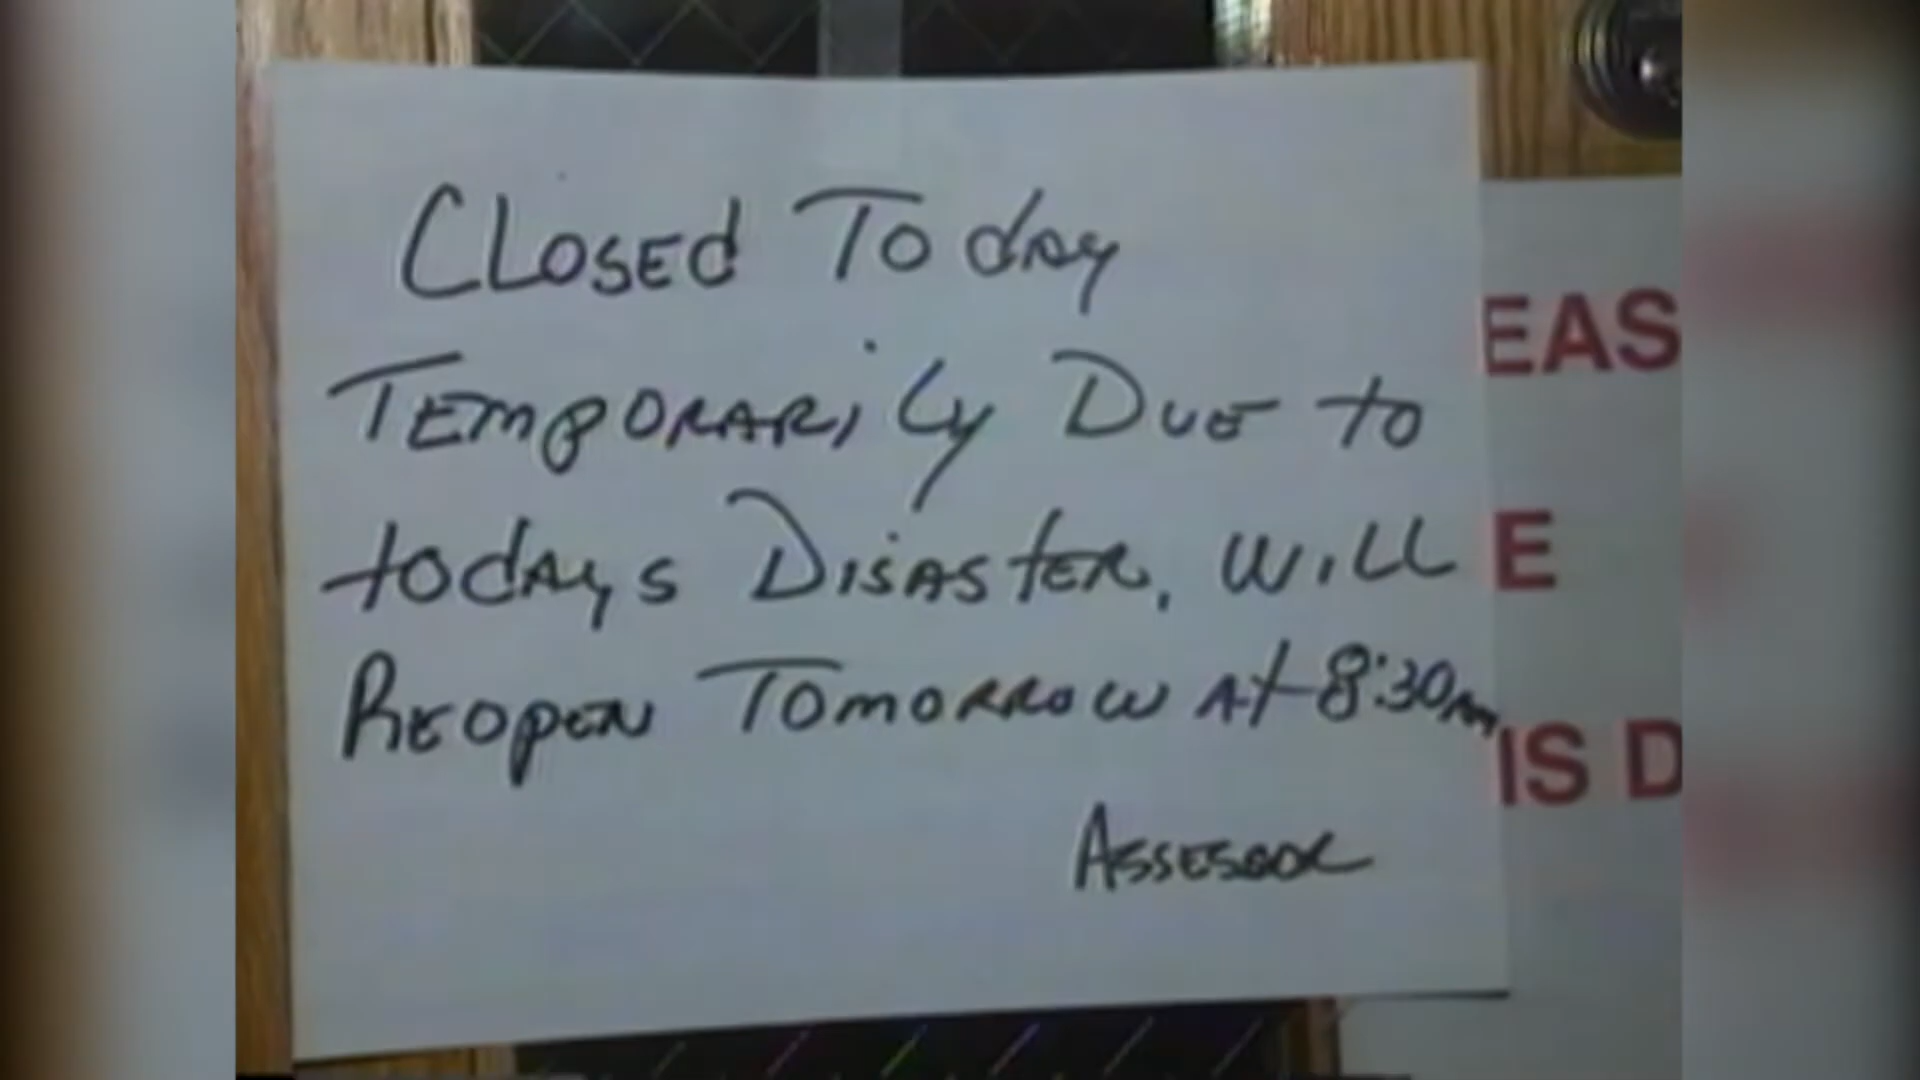 CLosEd Today
TEmpORARily DuE to
todAys DisAstER, will
REopEN TomoRRow At 8:30Am
AssEssoR
EAS
E
IS D